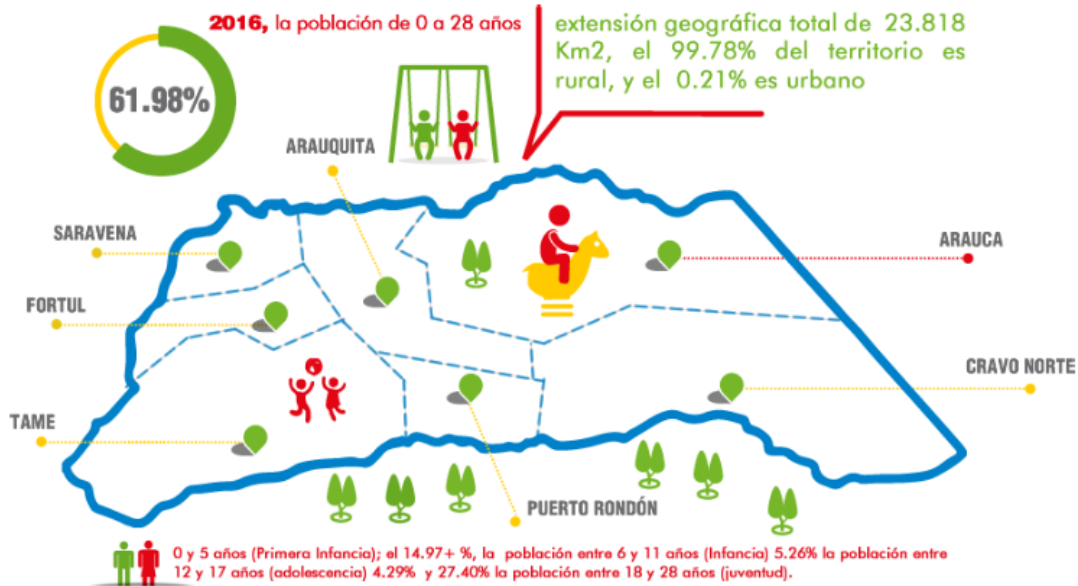 2016, la población de 0 a 28 años
extensión geográfica total de 23.818
Km2, el 99.78% del territorio es
rural, y el 0.21% es urbano
61.98%
ARAUQUITA
SARAVENA
ARAUCA
FORTUL
CRAVO NORTE
TAME
PUERTO RONDÓN
0 y 5 años (Primera Infancia); el 14.97+ %, la población entre 6 y 11 años (Infancia) 5.26% la población entre
12 y 17 años (adolescencia) 4.29% y 27.40% la población entre 18 y 28 años (juventud).